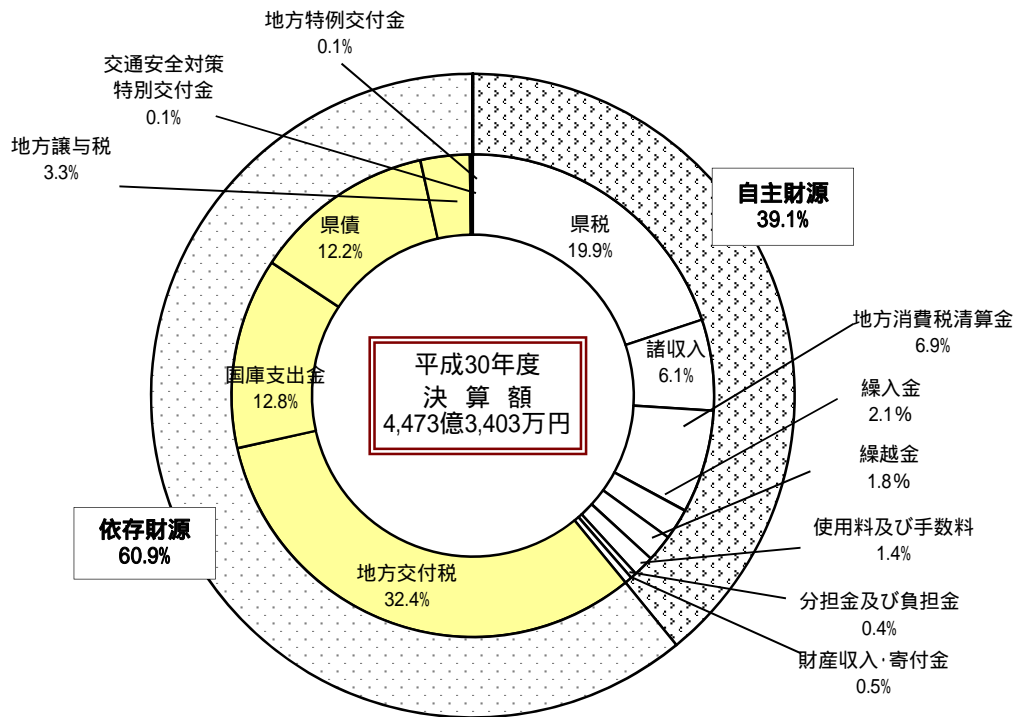 地方特例交付金
0.1%
交通安全対策
特別交付金
0.1%
地方譲与税
3.3%
自主財源
39.1%
県債
12.2%
県税
19.9%
地方消費税清算金
6.9%
諸収入
6.1%
平成30年度
決 算 額
4,473億3,403万円
国庫支出金
12.8%
繰入金
2.1%
繰越金
1.8%
依存財源
60.9%
使用料及び手数料
1.4%
地方交付税
32.4%
分担金及び負担金
0.4%
財産収入・寄付金
0.5%